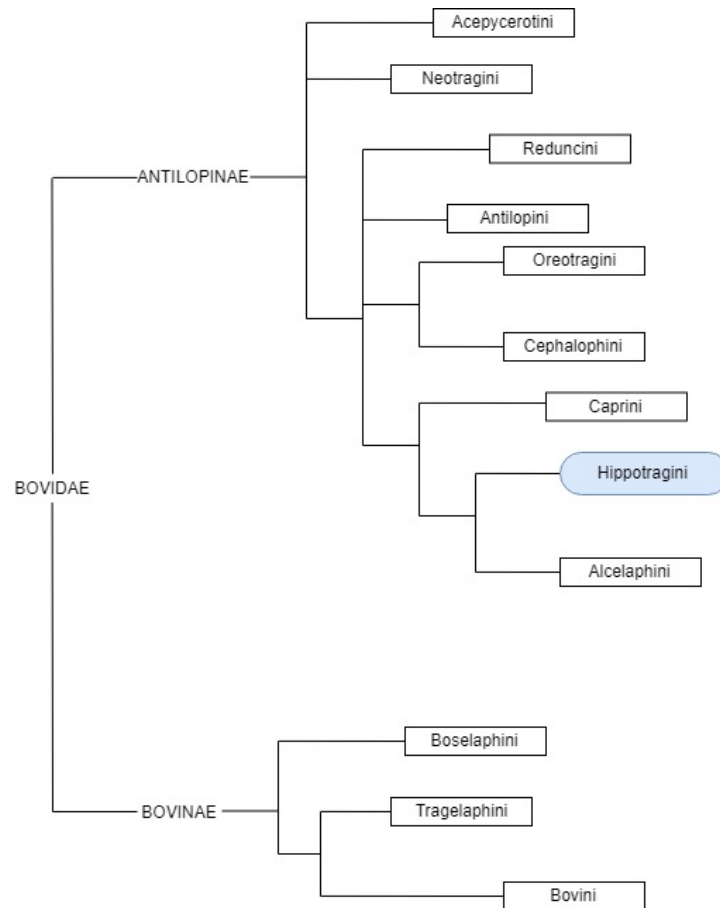 Acepycerotini
Neotragini
Reduncini
ANTILOPINAE
Antilopini
Oreotragini
Cephalophini
Caprini
Hippotragini
BOVIDAE
Alcelaphini
Boselaphini
Tragelaphini
BOVINAE
Bovini